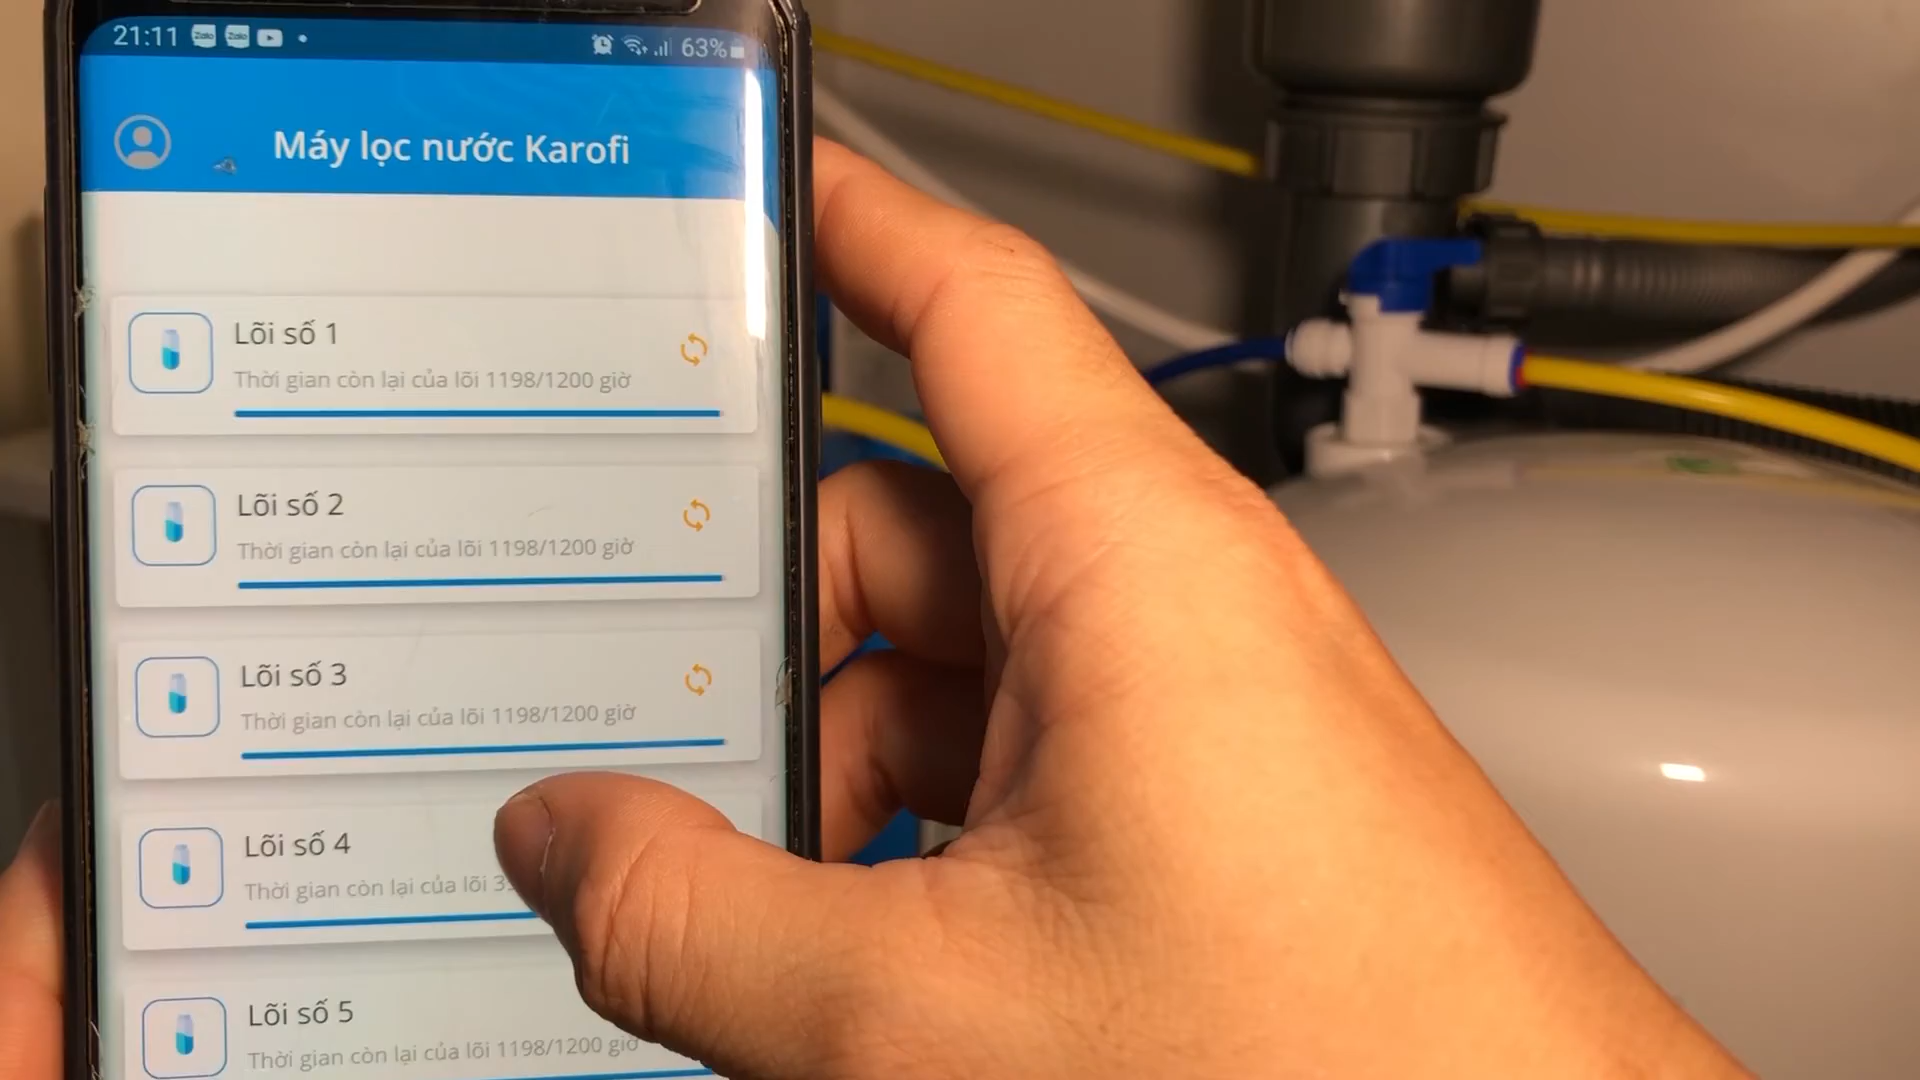 21:11 Zalo Zalo 63%
Máy lọc nước Karofi
Lõi số 1
Thời gian còn lại của lõi 1198/1200 giờ
Lõi số 2
Thời gian còn lại của lõi 1198/1200 giờ
Lõi số 3
Thời gian còn lại của lõi 1198/1200 giờ
Lõi số 4
Thời gian còn lại của lõi
Lõi số 5
Thời gian còn lại của lõi 1198/1200 giờ